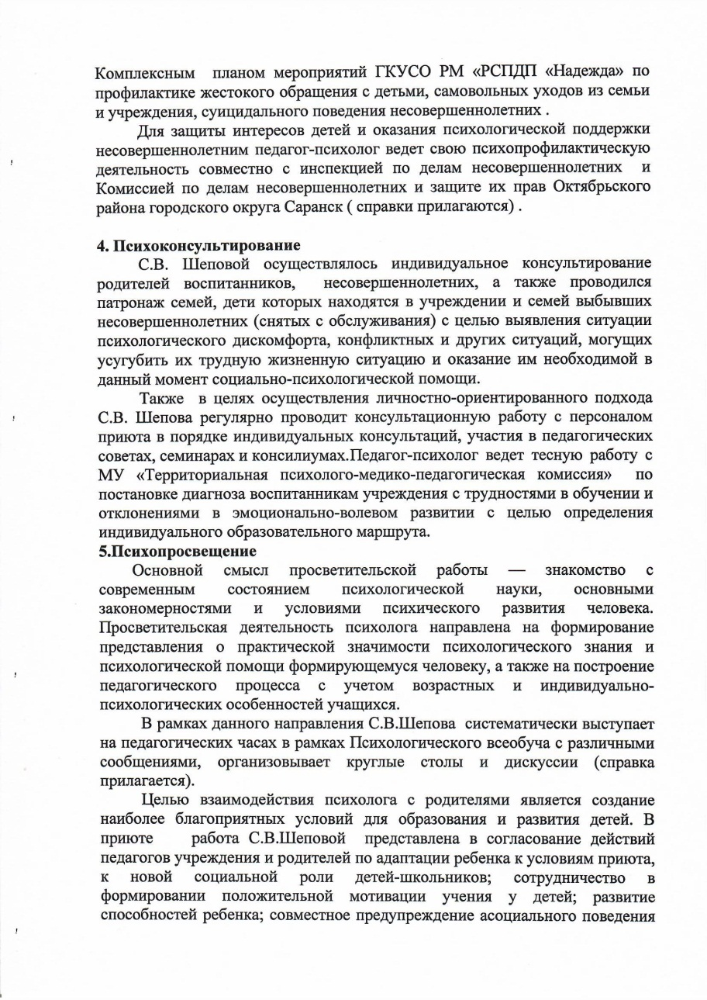 Комплексным планом мероприятий ГКУСО РМ «РСПДП «Надежда» по
профилактике жестокого обращения с детьми, самовольных уходов из семьи
и учреждения, суицидального поведения несовершеннолетних .
Для защиты интересов детей и оказания психологической поддержки
несовершеннолетним педагог-психолог ведет свою психопрофилактическую
деятельность совместно с инспекцией по делам несовершеннолетних и
Комиссией по делам несовершеннолетних и защите их прав Октябрьского
района городского округа Саранск ( справки прилагаются) .
4. Психоконсультирование
С.В. Шеповой осуществлялось индивидуальное консультирование
родителей воспитанников, несовершеннолетних, а также проводился
патронаж семей, дети которых находятся в учреждении и семей выбывших
несовершеннолетних (снятых с обслуживания) с целью выявления ситуации
психологического дискомфорта, конфликтных и других ситуаций, могущих
усугубить их трудную жизненную ситуацию и оказание им необходимой в
данный момент социально-психологической помощи.
Также в целях осуществления личностно-ориентированного подхода
С.В. Шепова регулярно проводит консультационную работу с персоналом
приюта в порядке индивидуальных консультаций, участия в педагогических
советах, семинарах и консилиумах.Педагог-психолог ведет тесную работу с
МУ «Территориальная психолого-медико-педагогическая комиссия» по
постановке диагноза воспитанникам учреждения с трудностями в обучении и
отклонениями в эмоционально-волевом развитии с целью определения
индивидуального образовательного маршрута.
5.Психопросвещение
Основной смысл просветительской работы — знакомство с
современным состоянием психологической науки, основными
закономерностями и условиями психического развития человека.
Просветительская деятельность психолога направлена на формирование
представления о практической значимости психологического знания и
психологической помощи формирующемуся человеку, а также на построение
педагогического процесса с учетом возрастных и индивидуально-
психологических особенностей учащихся.
В рамках данного направления С.В.Шепова систематически выступает
на педагогических часах в рамках Психологического всеобуча с различными
сообщениями, организовывает круглые столы и дискуссии (справка
прилагается).
Целью взаимодействия психолога с родителями является создание
наиболее благоприятных условий для образования и развития детей. В
приюте работа С.В.Шеповой представлена в согласование действий
педагогов учреждения и родителей по адаптации ребенка к условиям приюта,
к новой социальной роли детей-школьников; сотрудничество в
формировании положительной мотивации учения у детей; развитие
способностей ребенка; совместное предупреждение асоциального поведения